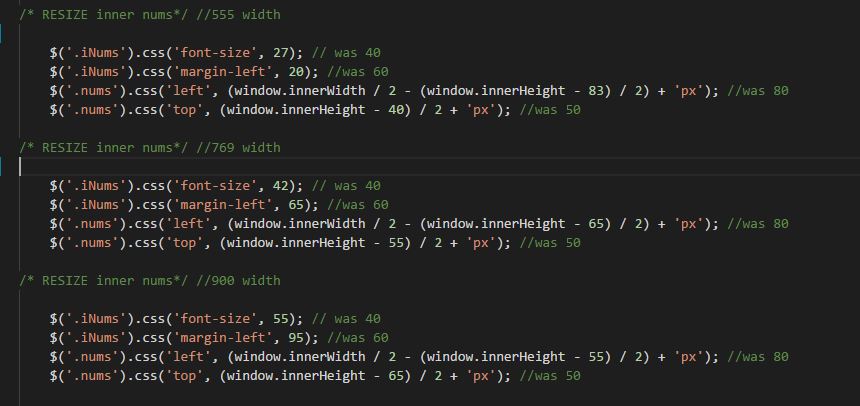 /* RESIZE inner nums*/ //555 width
$('.iNums').css('font-size', 27); // was 40
$('.iNums').css('margin-left', 20); //was 60
$('.nums').css('left', (window.innerWidth / 2 - (window.innerHeight - 83) / 2) + 'px'); //was 80
$('.nums').css('top', (window.innerHeight - 40) / 2 + 'px'); //was 50
/* RESIZE inner nums*/ //769 width
$('.iNums').css('font-size', 42); // was 40
$('.iNums').css('margin-left', 65); //was 60
$('.nums').css('left', (window.innerWidth / 2 - (window.innerHeight - 65) / 2) + 'px'); //was 80
$('.nums').css('top', (window.innerHeight - 55) / 2 + 'px'); //was 50
/* RESIZE inner nums*/ //900 width
$('.iNums').css('font-size', 55); // was 40
$('.iNums').css('margin-left', 95); //was 60
$('.nums').css('left', (window.innerWidth / 2 - (window.innerHeight - 55) / 2) + 'px'); //was 80
$('.nums').css('top', (window.innerHeight - 65) / 2 + 'px'); //was 50